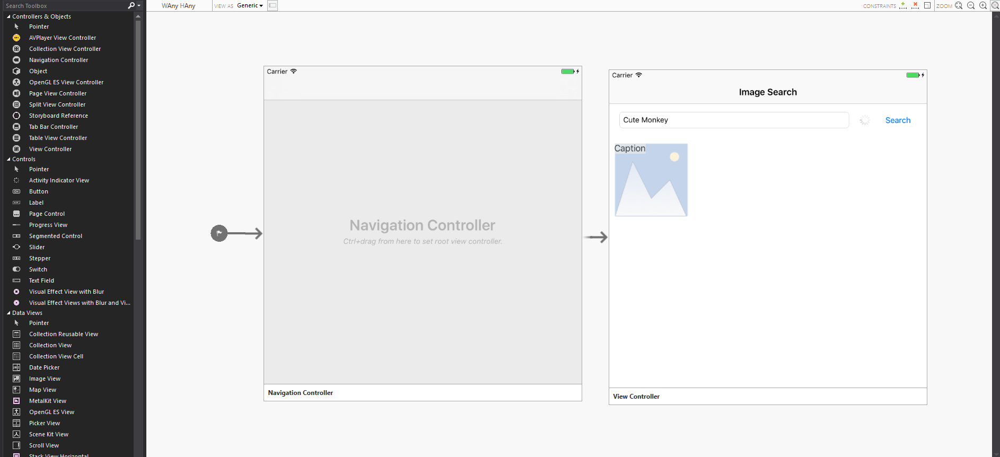 Search Toolbox
WAny HAny
VIEW AS Generic
CONSTRAINTS
ZOOM
Controllers & Objects
Pointer
AVPlayer View Controller
Collection View Controller
Navigation Controller
Object
OpenGL ES View Controller
Page View Controller
Split View Controller
Storyboard Reference
Tab Bar Controller
Table View Controller
View Controller
Controls
Pointer
Activity Indicator View
Button
Label
Page Control
Progress View
Segmented Control
Slider
Stepper
Switch
Text Field
Visual Effect View with Blur
Visual Effect Views with Blur and Vi...
Data Views
Pointer
Collection Reusable View
Collection View
Collection View Cell
Date Picker
Image View
Map View
MetalKit View
OpenGL ES View
Picker View
Scene Kit View
Scroll View
Stack View Horizontal
Carrier
Navigation Controller
Ctrl+drag from here to set root view controller.
Navigation Controller
Carrier
Image Search
Cute Monkey
Search
Caption
View Controller